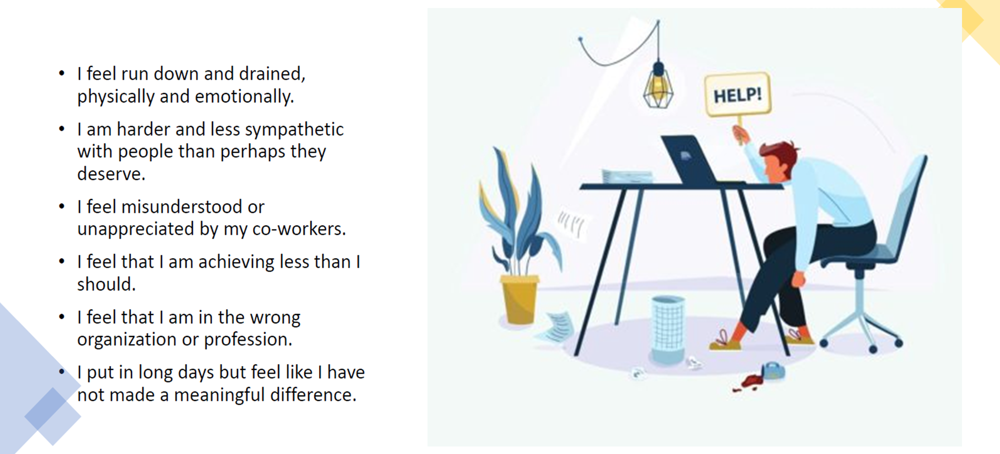 • I feel run down and drained,
physically and emotionally.
• I am harder and less sympathetic
with people than perhaps they
deserve.
• I feel misunderstood or
unappreciated by my co-workers.
• I feel that I am achieving less than I
should.
• I feel that I am in the wrong
organization or profession.
• I put in long days but feel like I have
not made a meaningful difference.
HELP!